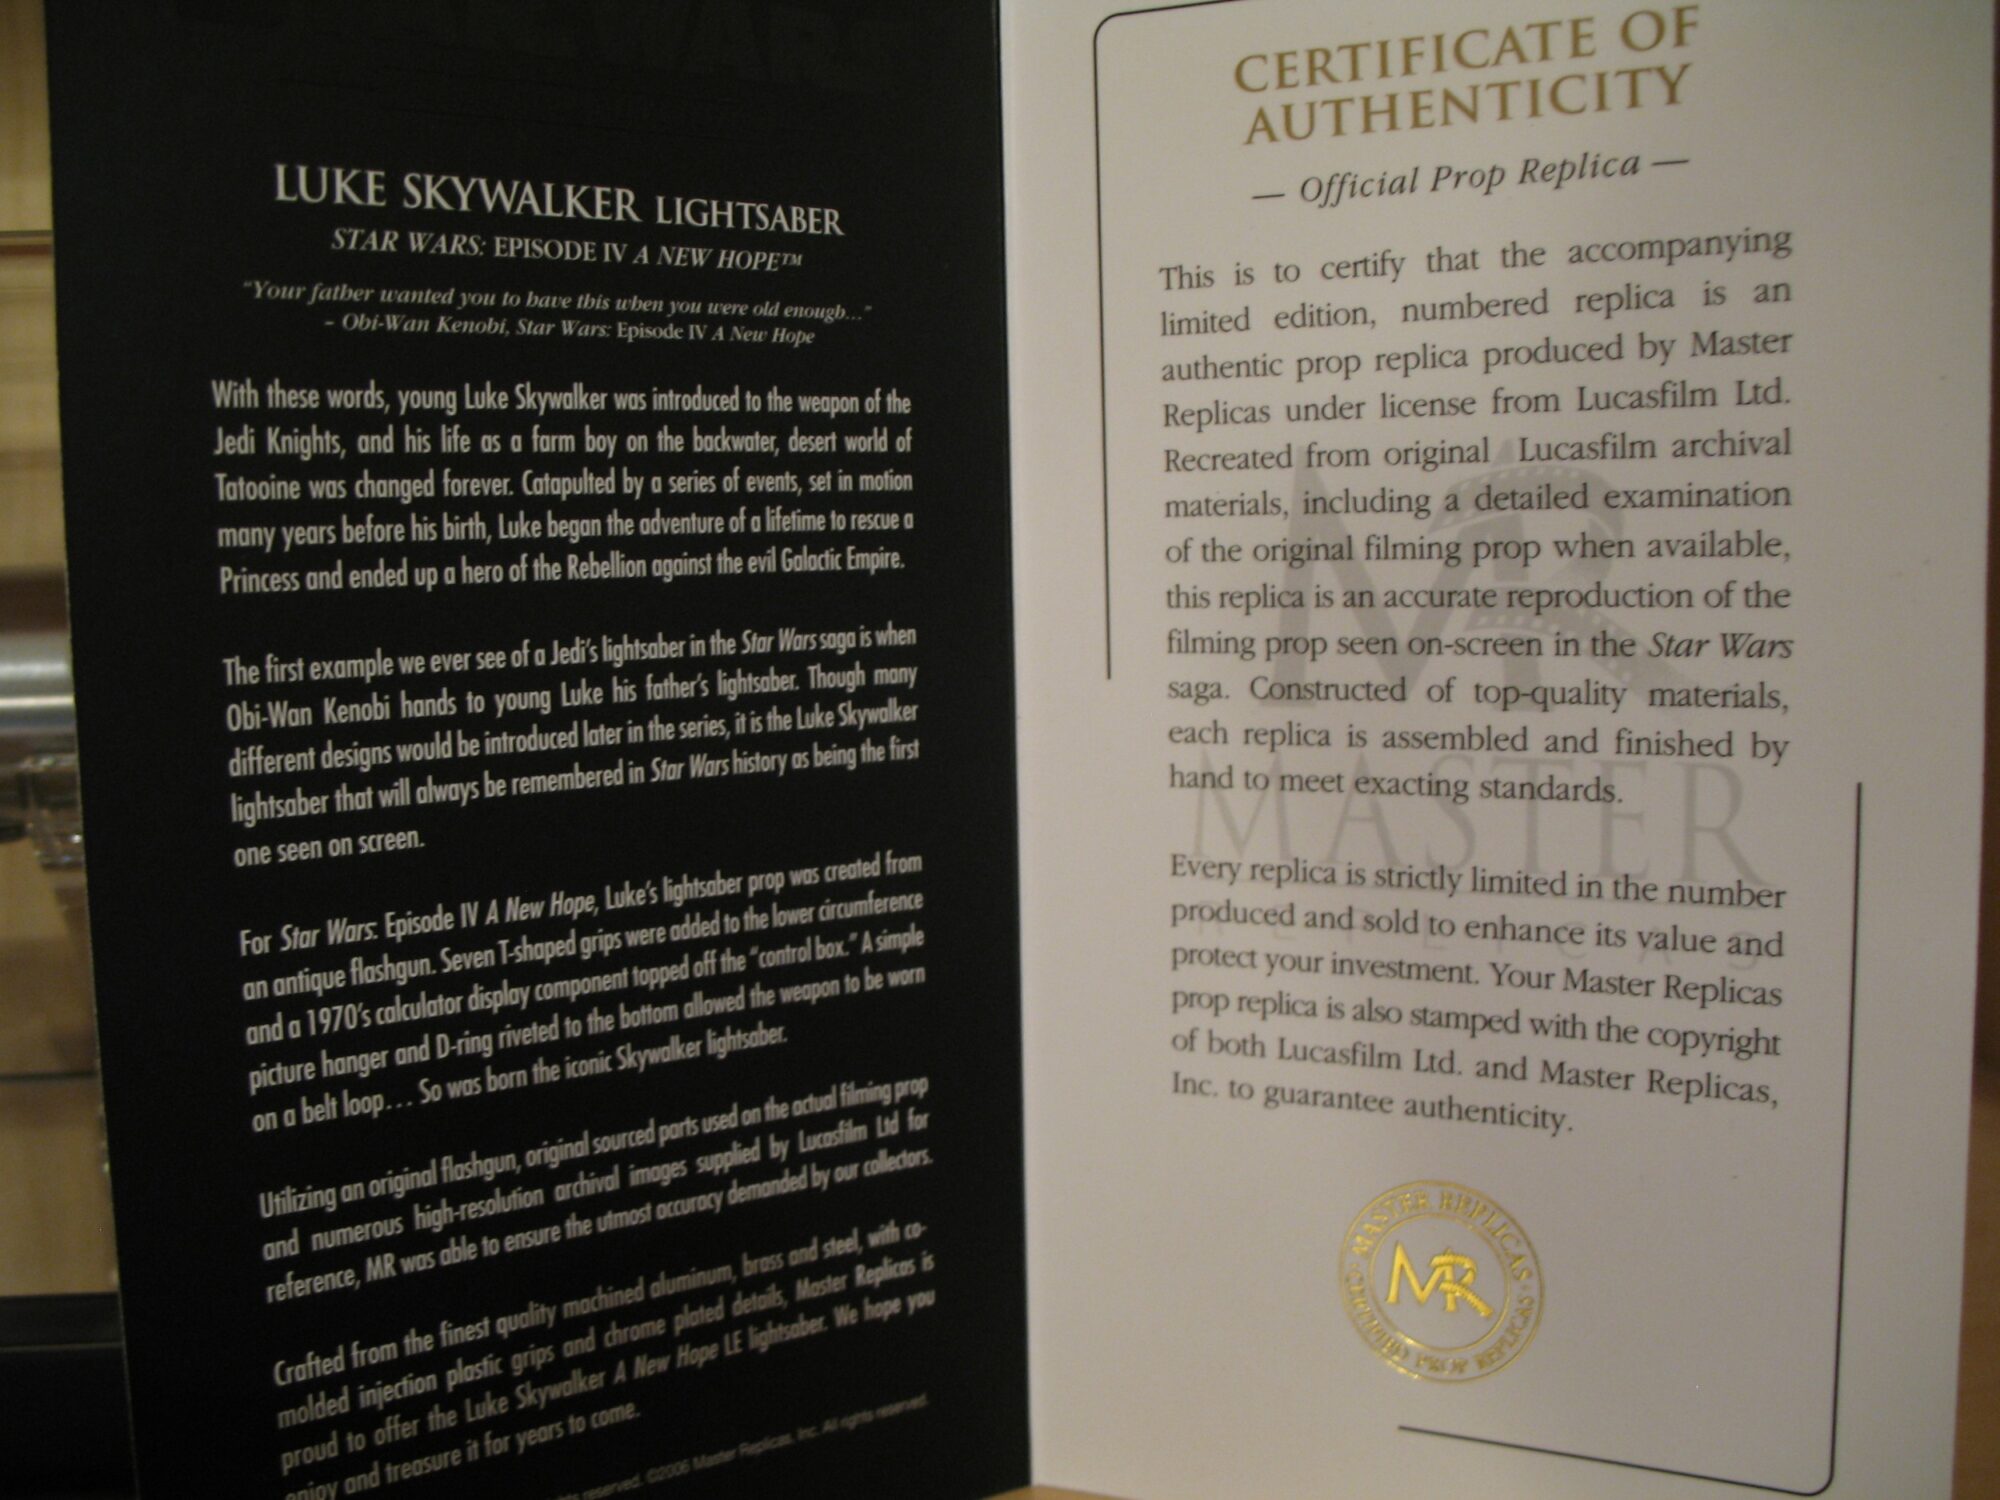 LUKE SKYWALKER LIGHTSABER
STAR WARS: EPISODE IV A NEW HOPE™
"Your father wanted you to have this when you were old enough..."
– Obi-Wan Kenobi, Star Wars: Episode IV A New Hope
With these words, young Luke Skywalker was introduced to the weapon of the
Jedi Knights, and his life as a farm boy on the backwater, desert world of
Tatooine was changed forever. Catapulted by a series of events, set in motion
many years before his birth, Luke began the adventure of a lifetime to rescue a
Princess and ended up a hero of the Rebellion against the evil Galactic Empire.
The first example we ever see of a Jedi's lightsaber in the Star Wars saga is when
Obi-Wan Kenobi hands to young Luke his father's lightsaber. Though many
different designs would be introduced later in the series, it is the Luke Skywalker
lightsaber that will always be remembered in Star Wars history as being the first
one seen on screen.
For Star Wars: Episode IV A New Hope, Luke's lightsaber prop was created from
an antique flashgun. Seven T-shaped grips were added to the lower circumference
and a 1970's calculator display component topped off the "control box." A simple
picture hanger and D-ring riveted to the bottom allowed the weapon to be worn
on a belt loop... So was born the iconic Skywalker lightsaber.
Utilizing an original flashgun, original sourced parts used on the actual filming prop
and numerous high-resolution archival images supplied by Lucasfilm Ltd for
reference, MR was able to ensure the utmost accuracy demanded by our collectors.
Crafted from the finest quality machined aluminum, brass and steel, with co-
molded injection plastic grips and chrome plated details, Master Replicas is
proud to offer the Luke Skywalker A New Hope LE lightsaber. We hope you
enjoy and treasure it for years to come.
reserved. ©2006 Master Replicas, Inc. All rights reserved.
CERTIFICATE OF
AUTHENTICITY
— Official Prop Replica —
This is to certify that the accompanying
limited edition, numbered replica is an
authentic prop replica produced by Master
Replicas under license from Lucasfilm Ltd.
Recreated from original Lucasfilm archival
materials, including a detailed examination
of the original filming prop when available,
this replica is an accurate reproduction of the
filming prop seen on-screen in the Star Wars
saga. Constructed of top-quality materials,
each replica is assembled and finished by
hand to meet exacting standards.
Every replica is strictly limited in the number
produced and sold to enhance its value and
protect your investment. Your Master Replicas
prop replica is also stamped with the copyright
of both Lucasfilm Ltd. and Master Replicas,
Inc. to guarantee authenticity.
MR
MASTER
REPLICAS
MASTER REPLICAS
MR
CERTIFIED PROP REPLICAS